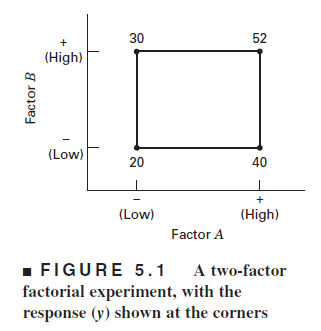 30 52
+
(High)
Factor B
−
(Low)
20 40
− +
(Low) (High)
Factor A
■ FIGURE 5.1 A two-factor
factorial experiment, with the
response (y) shown at the corners